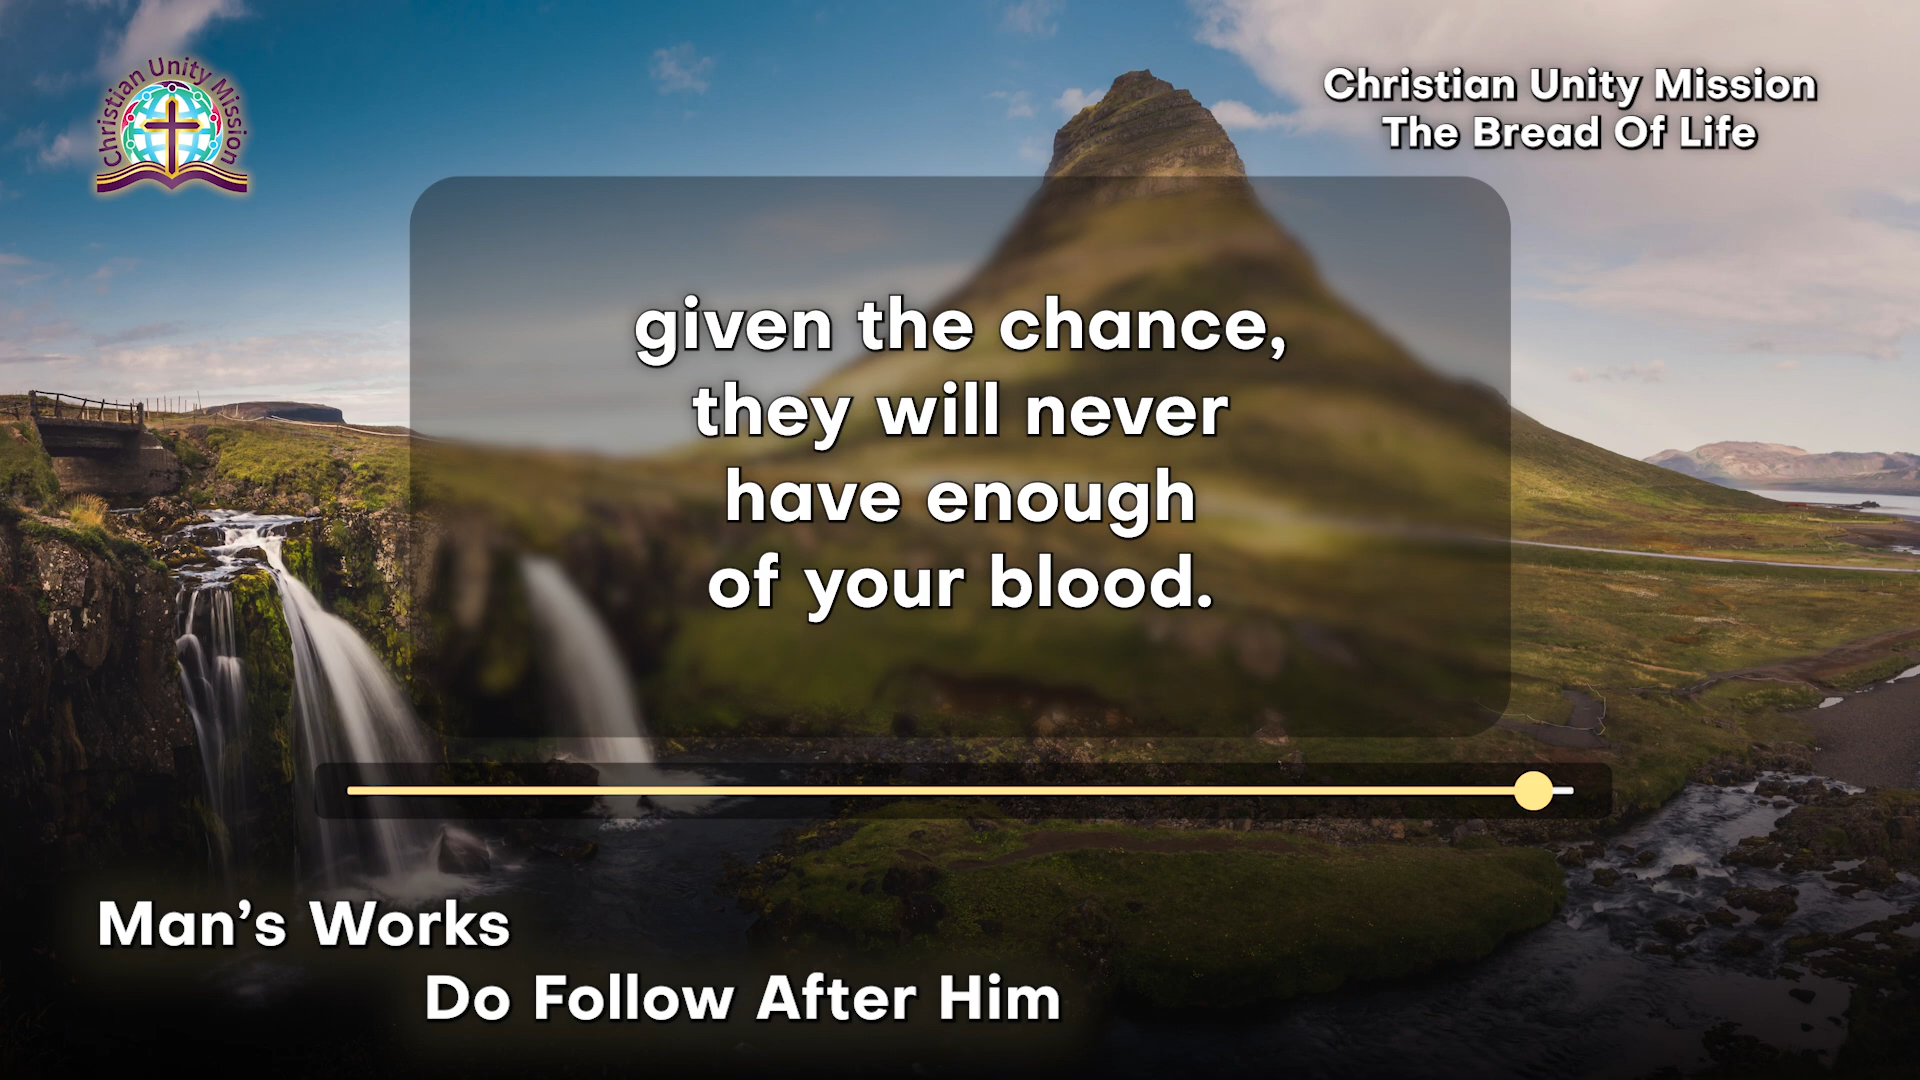 Christian Unity Mission
Christian Unity Mission
The Bread Of Life
given the chance,
they will never
have enough
of your blood.
Man’s Works
Do Follow After Him